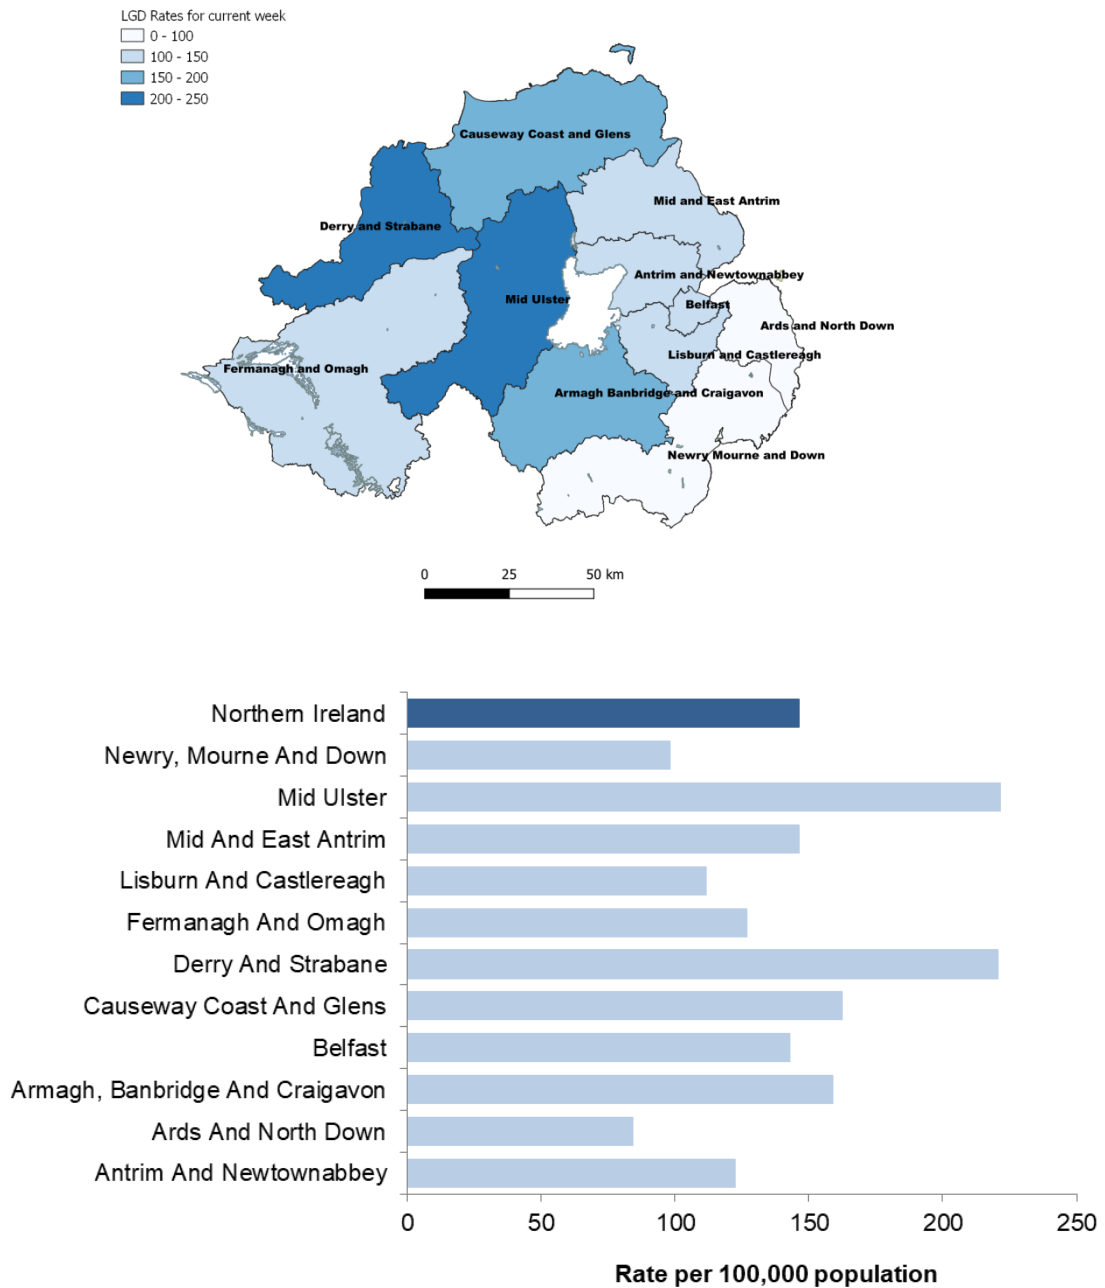 LGD Rates for current week
0 - 100
100 - 150
150 - 200
200 - 250
Causeway Coast and Glens
Mid and East Antrim
Derry and Strabane
Antrim and Newtownabbey
Mid Ulster
Belfast
Ards and North Down
Lisburn and Castlereagh
Fermanagh and Omagh
Armagh Banbridge and Craigavon
Newry Mourne and Down
0 25 50 km
Northern Ireland
Newry, Mourne And Down
Mid Ulster
Mid And East Antrim
Lisburn And Castlereagh
Fermanagh And Omagh
Derry And Strabane
Causeway Coast And Glens
Belfast
Armagh, Banbridge And Craigavon
Ards And North Down
Antrim And Newtownabbey
0 50 100 150 200 250
Rate per 100,000 population